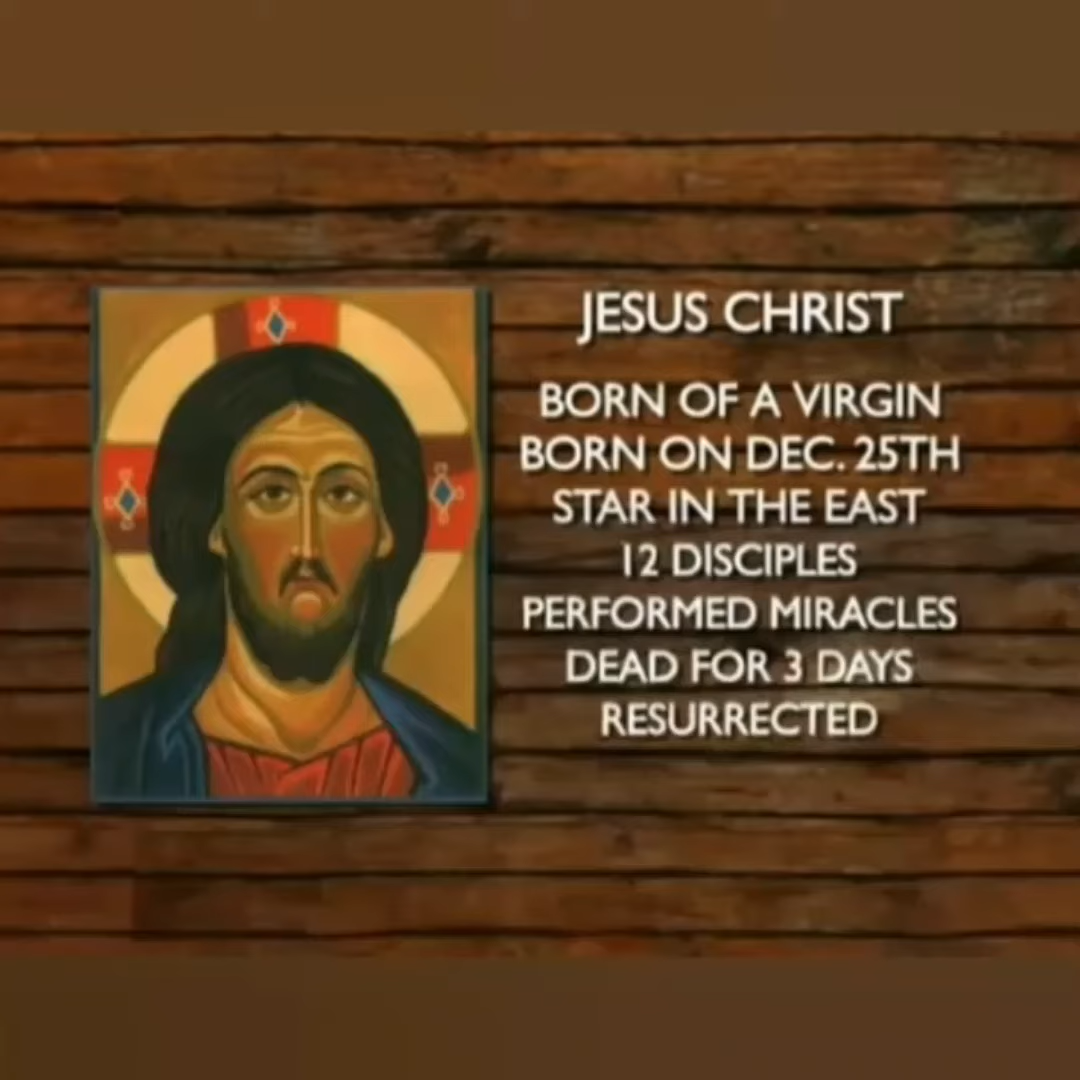 JESUS CHRIST
BORN OF A VIRGIN
BORN ON DEC. 25TH
STAR IN THE EAST
12 DISCIPLES
PERFORMED MIRACLES
DEAD FOR 3 DAYS
RESURRECTED